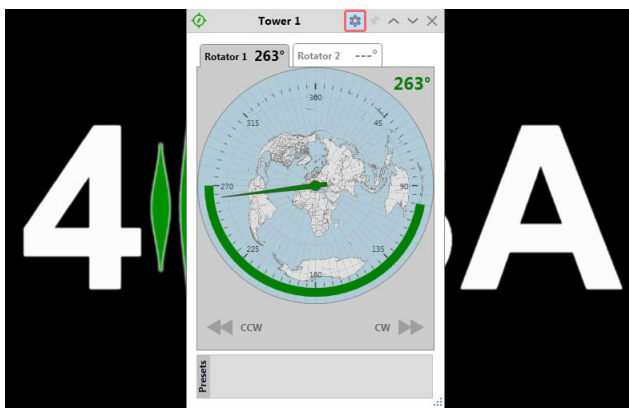 Tower 1
Rotator 1 263° Rotator 2 ---°
263°
360
315 45
270 90
225 135
180
CCW CW
Presets
4 A